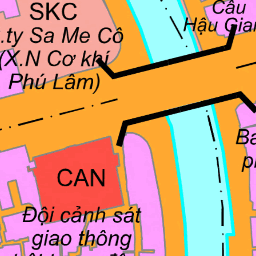 SKC
.ty Sa Me Cô
(X.N Cơ khí
Phú Lâm)
Cầu
Hậu Gian
CAN
Đội cảnh sát
giao thông